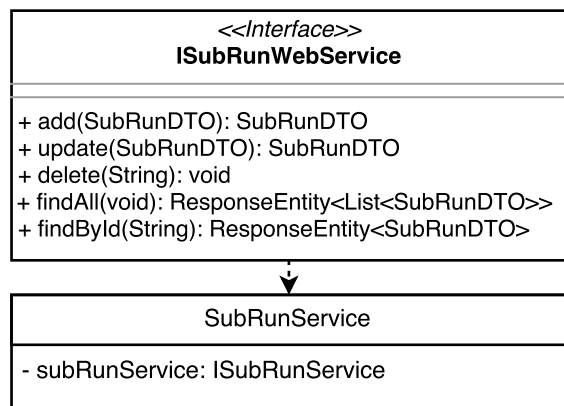 <<Interface>>
ISubRunWebService
+ add(SubRunDTO): SubRunDTO
+ update(SubRunDTO): SubRunDTO
+ delete(String): void
+ findAll(void): ResponseEntity<List<SubRunDTO>>
+ findById(String): ResponseEntity<SubRunDTO>
SubRunService
- subRunService: ISubRunService